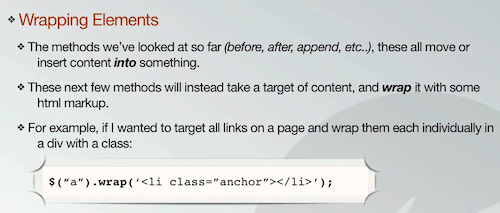 Wrapping Elements
The methods we've looked at so far (before, after, append, etc..), these all move or
insert content into something.
These next few methods will instead take a target of content, and wrap it with some
html markup.
For example, if I wanted to target all links on a page and wrap them each individually in
a div with a class:
$(“a”).wrap(‘<li class=”anchor”></li>’);